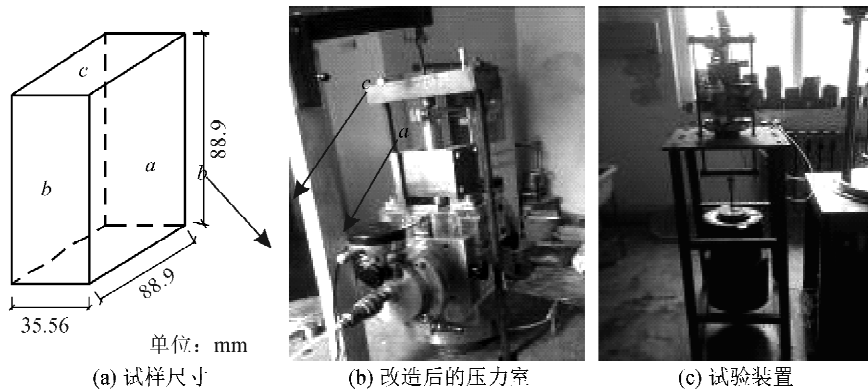 c
b
a
b
88.9
88.9
35.56
单位：mm
c
a
(a) 试样尺寸
(b) 改造后的压力室
(c) 试验装置